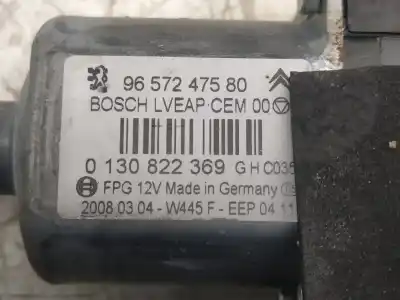 96 572 475 80
BOSCH LVEAP·CEM 00
0 130 822 369 G H C035
FPG 12V Made in Germany
2008 03 04 - W445 F - EEP 04 11